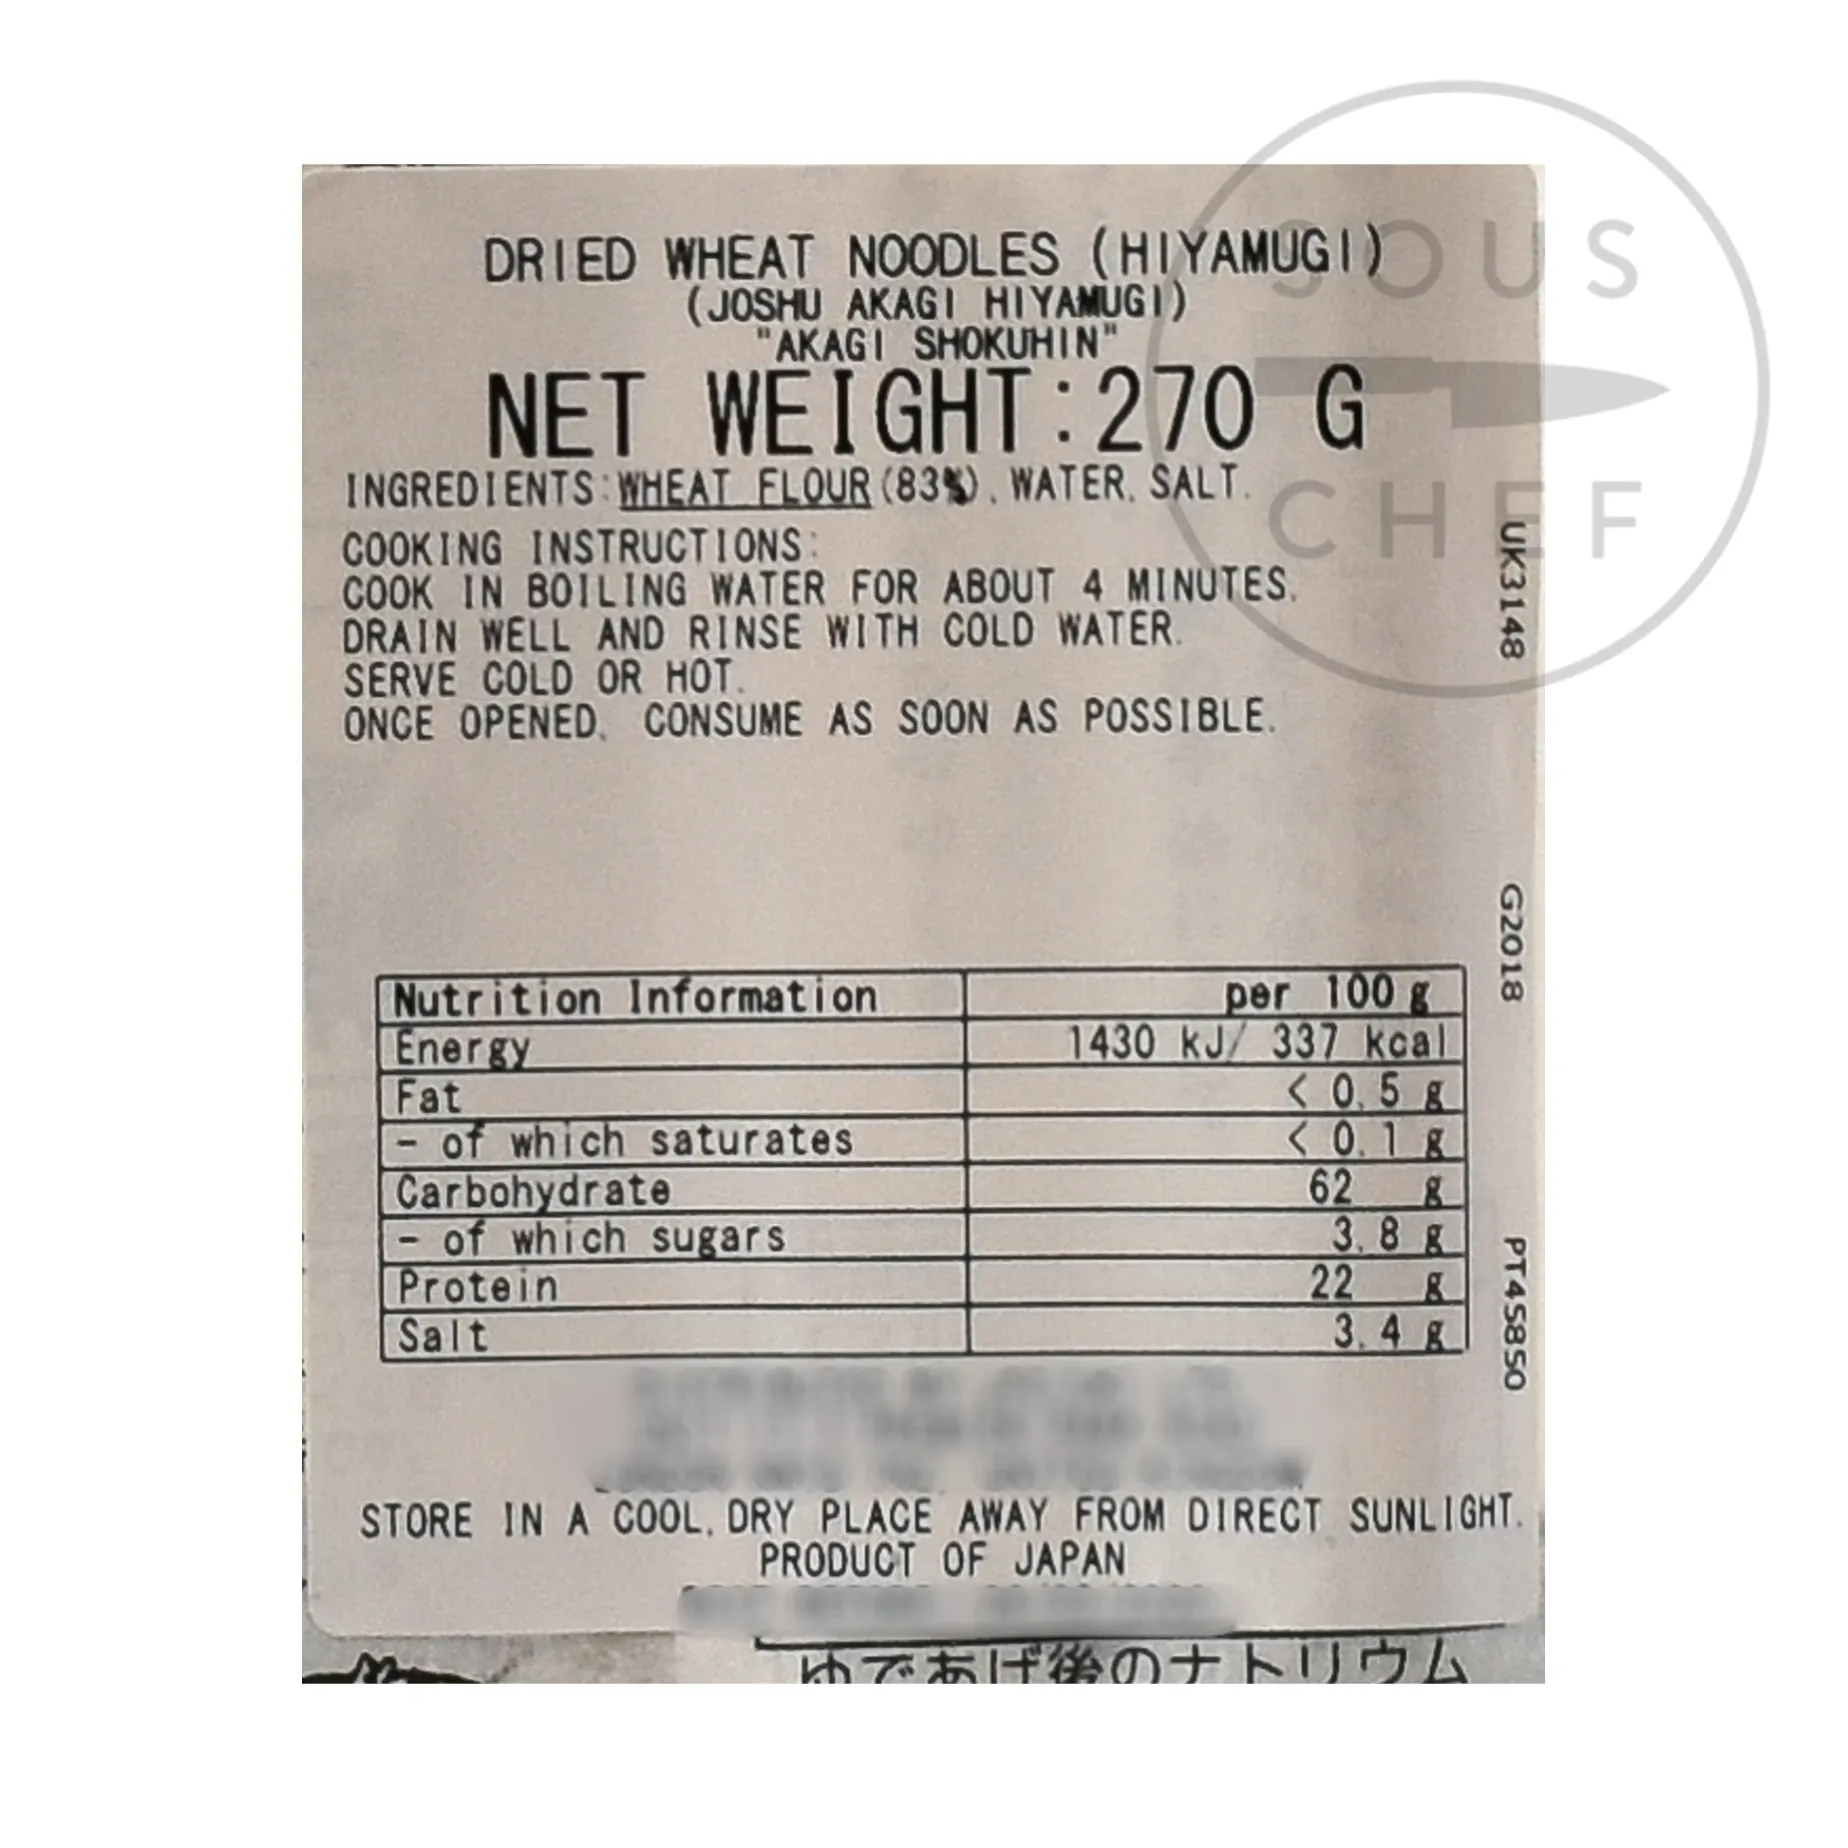 SOUS
CHEF
DRIED WHEAT NOODLES (HIYAMUGI)
(JOSHU AKAGI HIYAMUGI)
"AKAGI SHOKUHIN"
NET WEIGHT:270 G
INGREDIENTS:WHEAT FLOUR(83%), WATER, SALT.
COOKING INSTRUCTIONS:
COOK IN BOILING WATER FOR ABOUT 4 MINUTES.
DRAIN WELL AND RINSE WITH COLD WATER.
SERVE COLD OR HOT.
ONCE OPENED, CONSUME AS SOON AS POSSIBLE.
UK3148
G2018
PT45850
Nutrition Information per 100 g
Energy 1430 kJ/ 337 kcal
Fat < 0.5 g
- of which saturates < 0.1 g
Carbohydrate 62 g
- of which sugars 3.8 g
Protein 22 g
Salt 3.4 g
STORE IN A COOL, DRY PLACE AWAY FROM DIRECT SUNLIGHT.
PRODUCT OF JAPAN
ゆであげ後のナトリウム